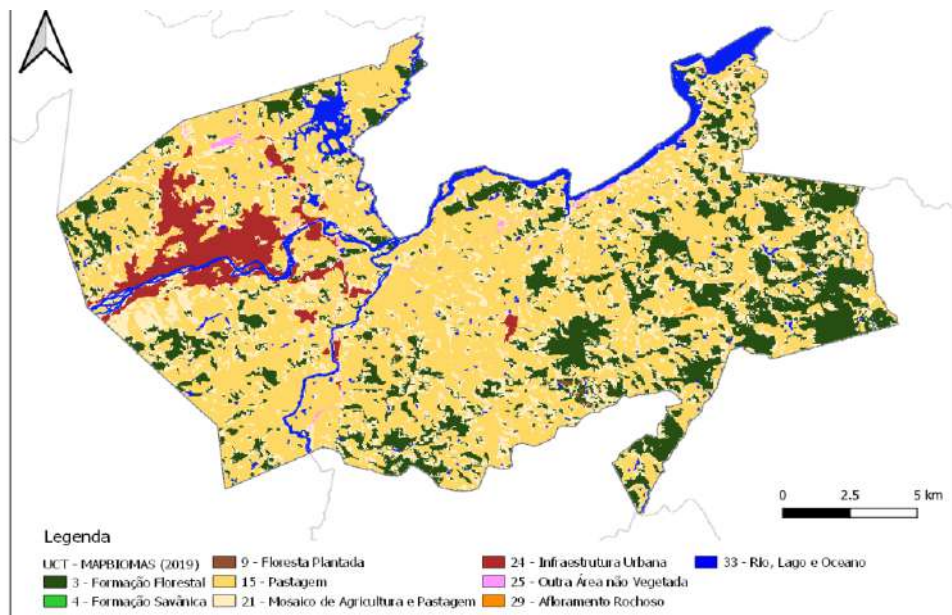 0 2.5 5 km
Legenda
UCT - MAPBIOMAS (2019)
3 - Formação Florestal
4 - Formação Savânica
9 - Floresta Plantada
15 - Pastagem
21 - Mosaico de Agricultura e Pastagem
24 - Infraestrutura Urbana
25 - Outra Área não Vegetada
29 - Afloramento Rochoso
33 - Rio, Lago e Oceano